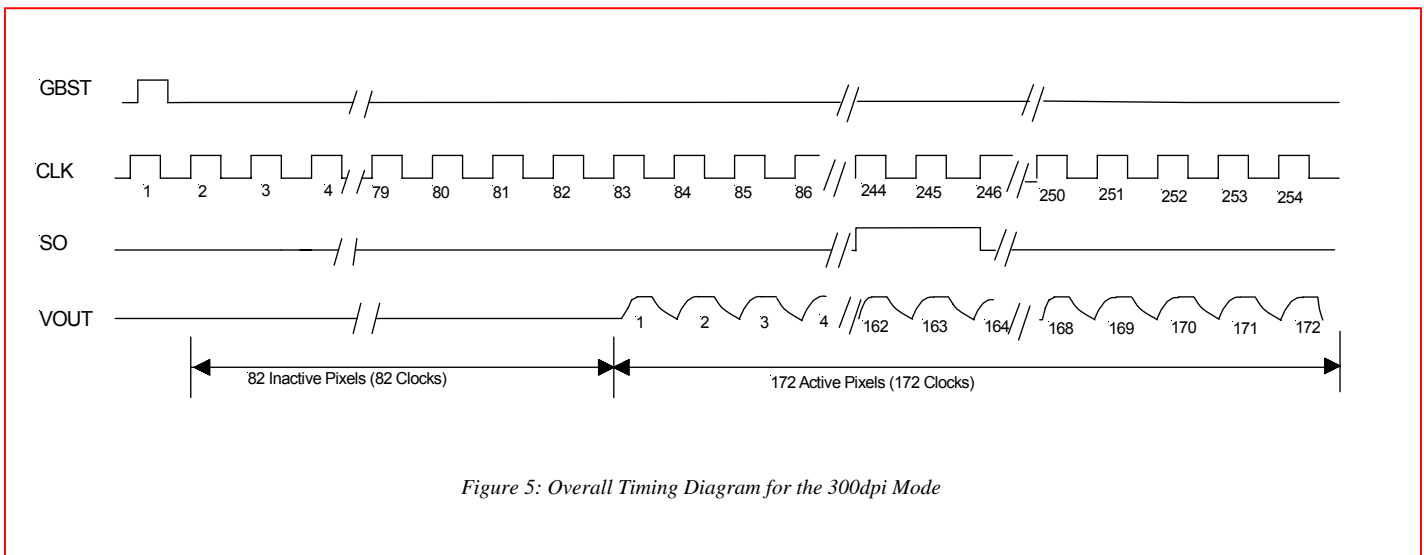 GBST
CLK
1 2 3 4 79 80 81 82 83 84 85 86 244 245 246 250 251 252 253 254
SO
VOUT
1 2 3 4 162 163 164 168 169 170 171 172
82 Inactive Pixels (82 Clocks)
172 Active Pixels (172 Clocks)
Figure 5: Overall Timing Diagram for the 300dpi Mode